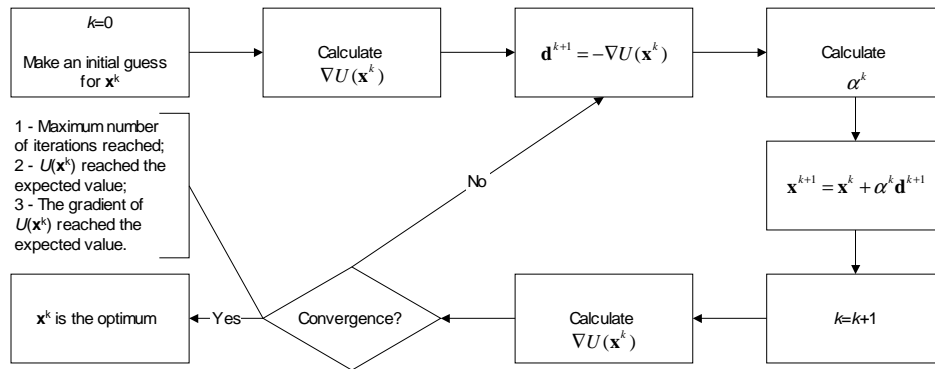 k=0
Make an initial guess
for x^k
Calculate
∇U(x^k)
d^{k+1} = −∇U(x^k)
Calculate
α^k
1 - Maximum number
of iterations reached;
2 - U(x^k) reached the
expected value;
3 - The gradient of
U(x^k) reached the
expected value.
No
x^{k+1} = x^k + α^k d^{k+1}
x^k is the optimum
Yes
Convergence?
Calculate
∇U(x^k)
k=k+1